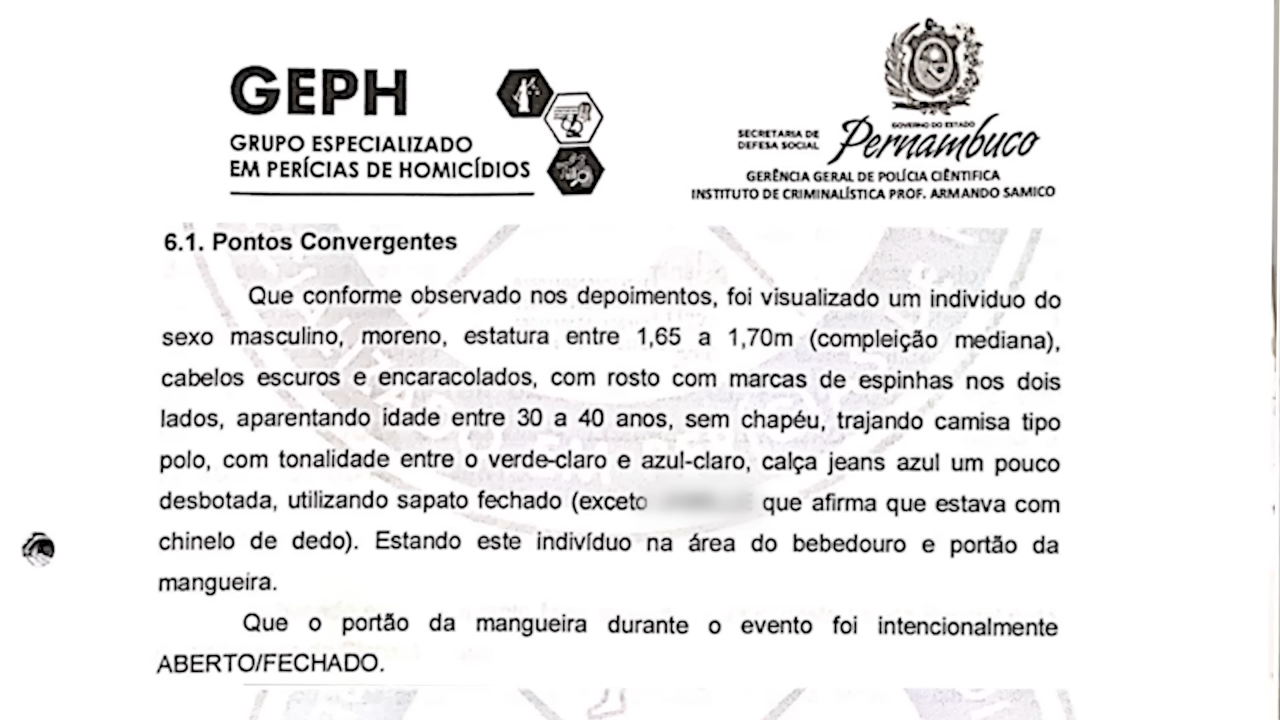 GEPH
GRUPO ESPECIALIZADO
EM PERÍCIAS DE HOMICÍDIOS
SECRETARIA DE
DEFESA SOCIAL
GOVERNO DO ESTADO
Pernambuco
GERÊNCIA GERAL DE POLÍCIA CIÊNTIFICA
INSTITUTO DE CRIMINALÍSTICA PROF. ARMANDO SAMICO
6.1. Pontos Convergentes
Que conforme observado nos depoimentos, foi visualizado um individuo do
sexo masculino, moreno, estatura entre 1,65 a 1,70m (compleição mediana),
cabelos escuros e encaracolados, com rosto com marcas de espinhas nos dois
lados, aparentando idade entre 30 a 40 anos, sem chapéu, trajando camisa tipo
polo, com tonalidade entre o verde-claro e azul-claro, calça jeans azul um pouco
desbotada, utilizando sapato fechado (exceto que afirma que estava com
chinelo de dedo). Estando este indivíduo na área do bebedouro e portão da
mangueira.
Que o portão da mangueira durante o evento foi intencionalmente
ABERTO/FECHADO.